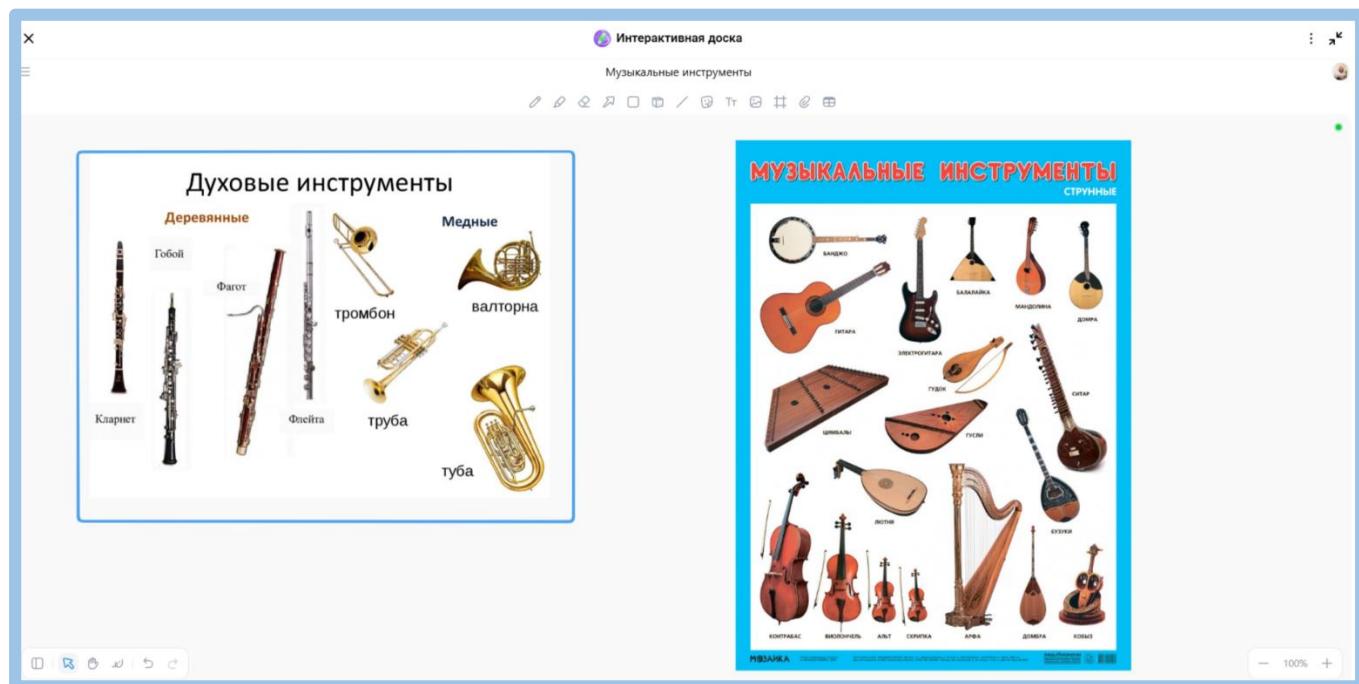 Интерактивная доска
Музыкальные инструменты
Тт
Духовые инструменты
Деревянные
Медные
Гобой
Фагот
тромбон
валторна
Кларнет
Флейта
труба
туба
МУЗЫКАЛЬНЫЕ ИНСТРУМЕНТЫ
СТРУННЫЕ
БАНДЖО
БАЛАЛАЙКА
МАНДОЛИНА
ДОМРА
ГИТАРА
ЭЛЕКТРОГИТАРА
ГУДОК
СИТАР
ЦИМБАЛЫ
ГУСЛИ
ЛЮТНЯ
БУЗУКИ
КОНТРАБАС ВИОЛОНЧЕЛЬ АЛЬТ СКРИПКА АРФА ДОМБРА КОБЫЗ
МОЗАИКА
100%